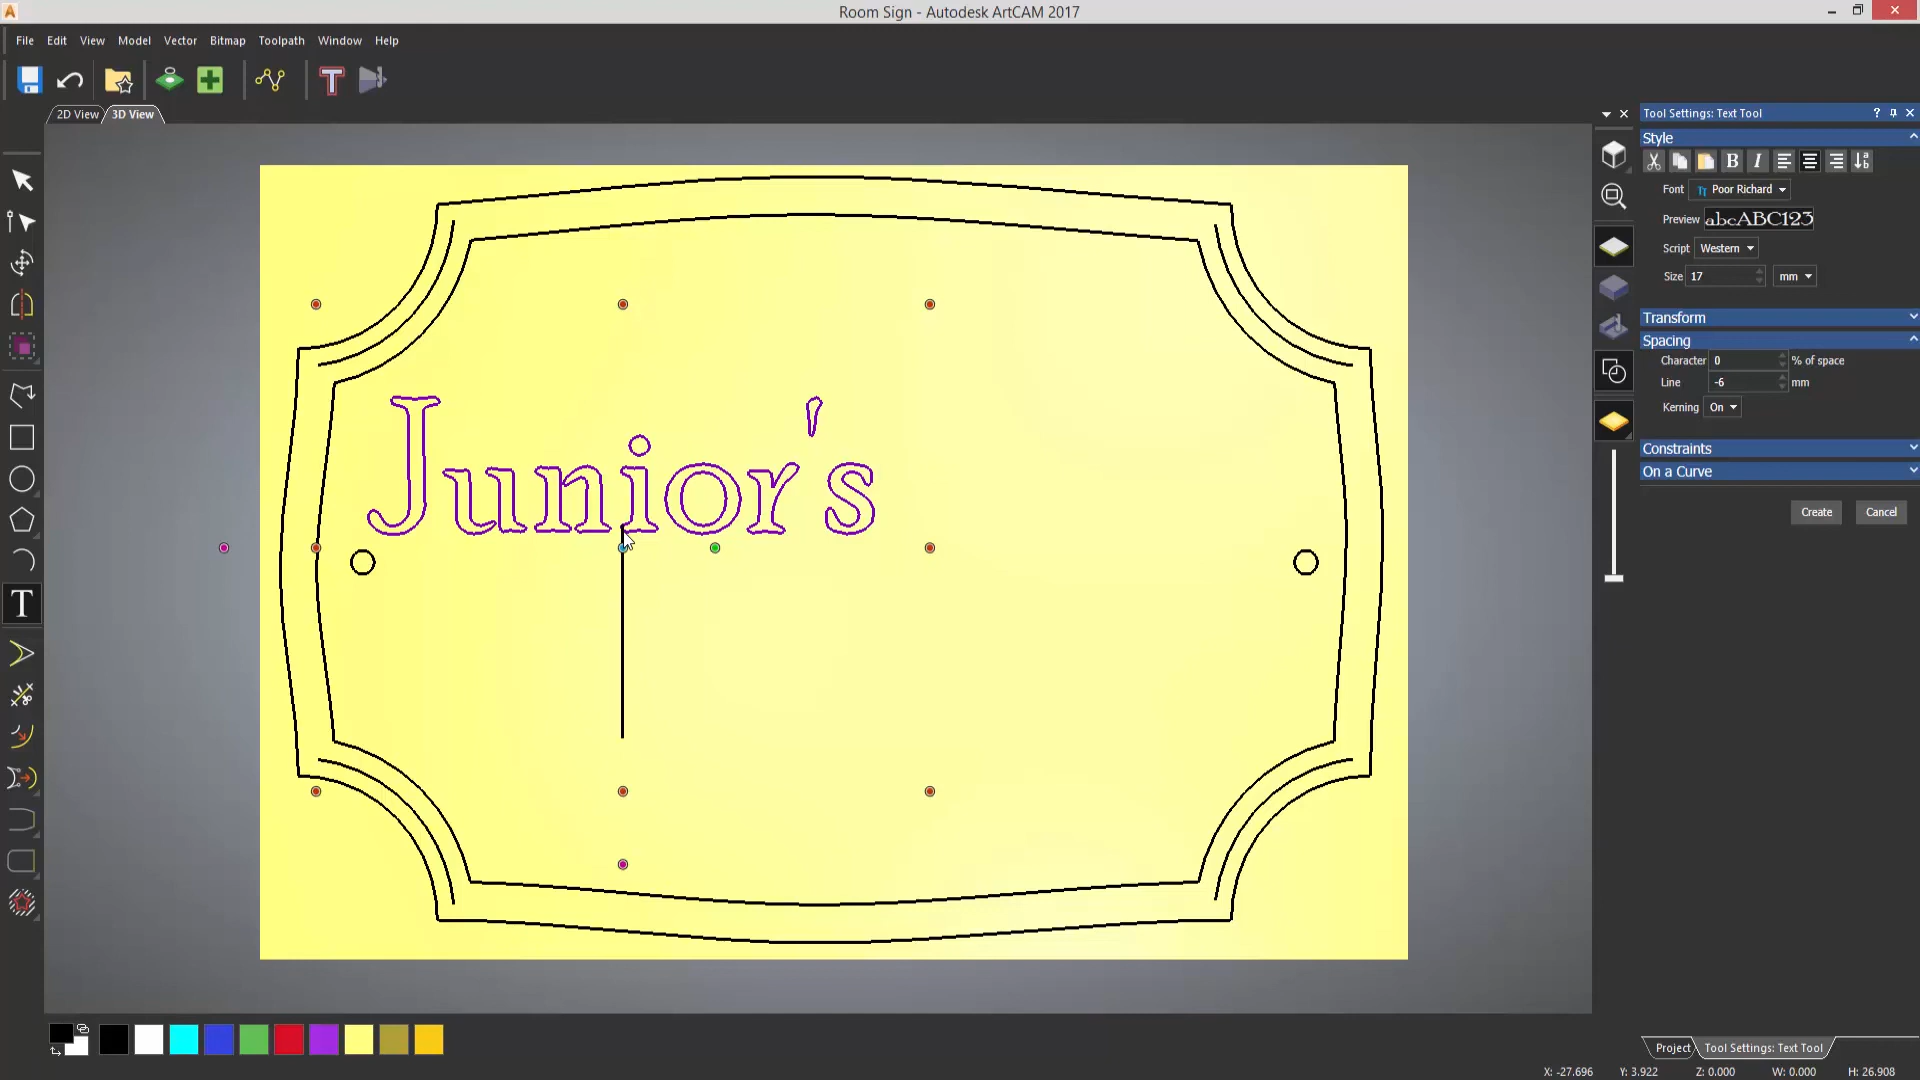 Room Sign - Autodesk ArtCAM 2017
File Edit View Model Vector Bitmap Toolpath Window Help
2D View 3D View
Tool Settings: Text Tool
Style
B I
Font Poor Richard
Preview abcABC123
Script Western
Size 17 mm
Transform
Spacing
Character 0 % of space
Line -6 mm
Kerning On
Constraints
On a Curve
Create Cancel
Junior's
Project Tool Settings: Text Tool
X: -27.696 Y: 3.922 Z: 0.000 W: 0.000 H: 26.908